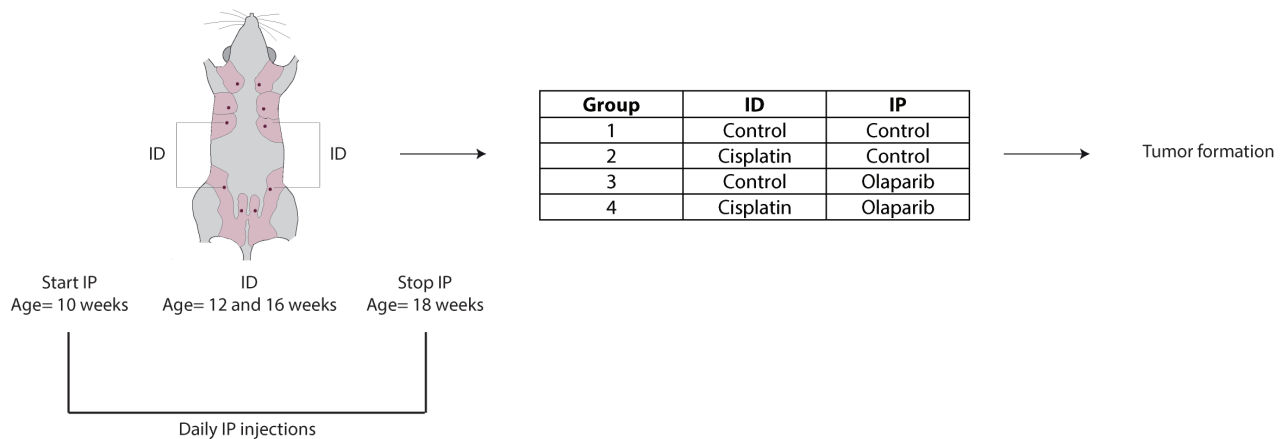 ID
ID
Group ID IP
1 Control Control
2 Cisplatin Control
3 Control Olaparib
4 Cisplatin Olaparib
Tumor formation
Start IP
Age= 10 weeks
ID
Age= 12 and 16 weeks
Stop IP
Age= 18 weeks
Daily IP injections